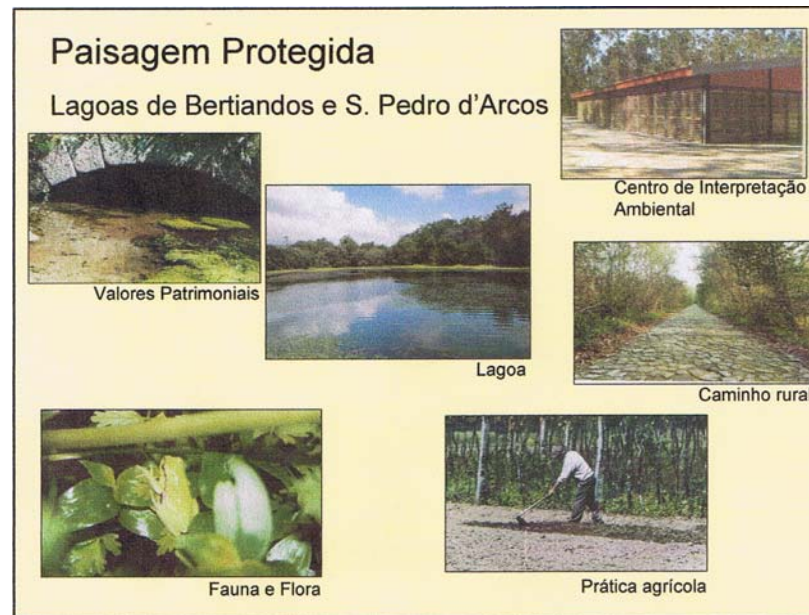 Paisagem Protegida
Lagoas de Bertiandos e S. Pedro d'Arcos
Centro de Interpretação
Ambiental
Valores Patrimoniais
Lagoa
Caminho rural
Fauna e Flora
Prática agrícola